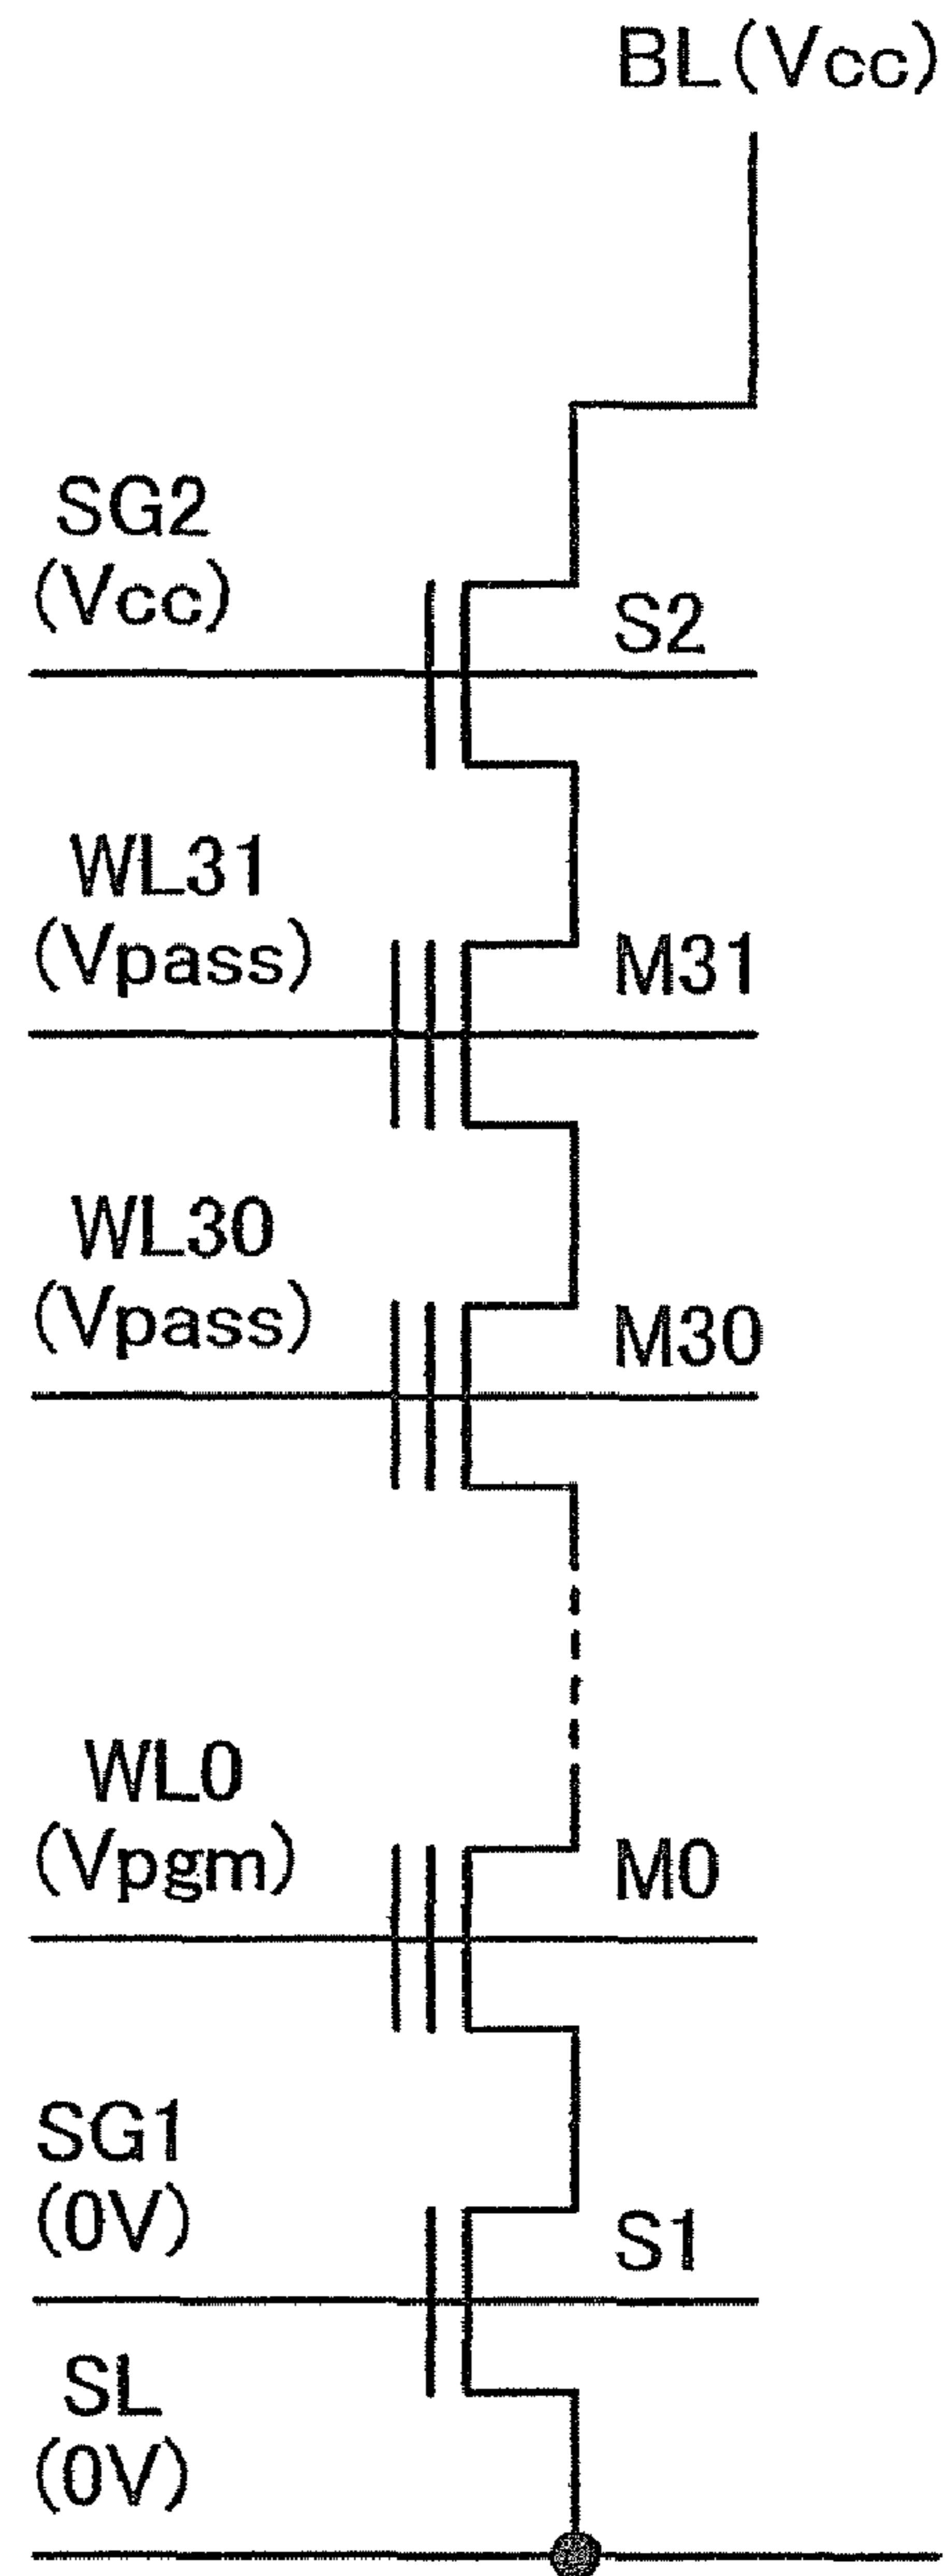 BL(Vcc)
SG2
(Vcc)
S2
WL31
(Vpass)
M31
WL30
(Vpass)
M30
WL0
(Vpgm)
M0
SG1
(0V)
S1
SL
(0V)